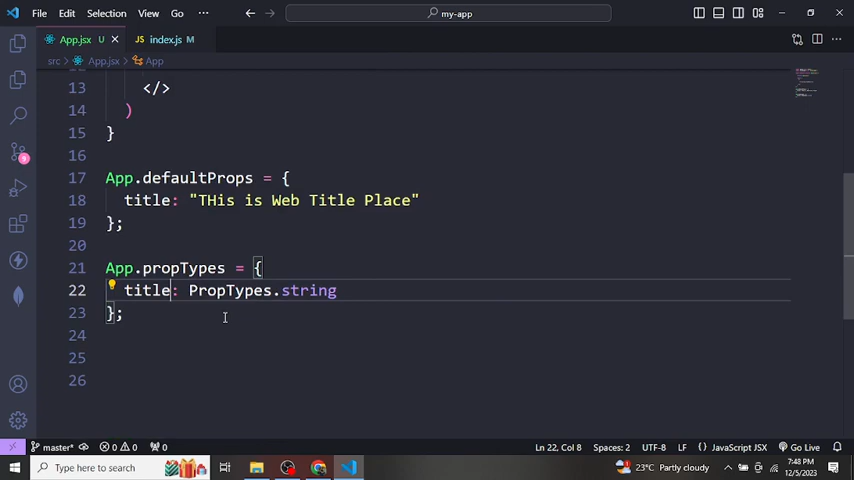 File Edit Selection View Go ··· my-app
App.jsx U index.js M
JS
src > App.jsx > App
13 </>
14 )
15 }
16
17 App.defaultProps = {
18 title: "THis is Web Title Place"
19 };
20
21 App.propTypes = {
22 title: PropTypes.string
23 };
24
25
26
9
master* 0 0 0 Ln 22, Col 8 Spaces: 2 UTF-8 LF {} JavaScript JSX Go Live
Type here to search 23°C Partly cloudy 7:48 PM
12/5/2023